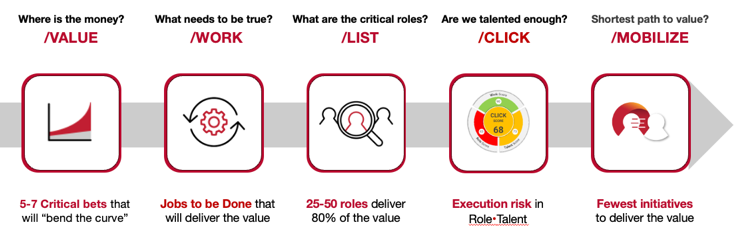 Where is the money?
/VALUE
5-7 Critical bets that
will “bend the curve”
What needs to be true?
/WORK
Jobs to be Done that
will deliver the value
What are the critical roles?
/LIST
25-50 roles deliver
80% of the value
Are we talented enough?
/CLICK
CLICK
SCORE
68
Execution risk in
Role•Talent
Shortest path to value?
/MOBILIZE
Fewest initiatives
to deliver the value